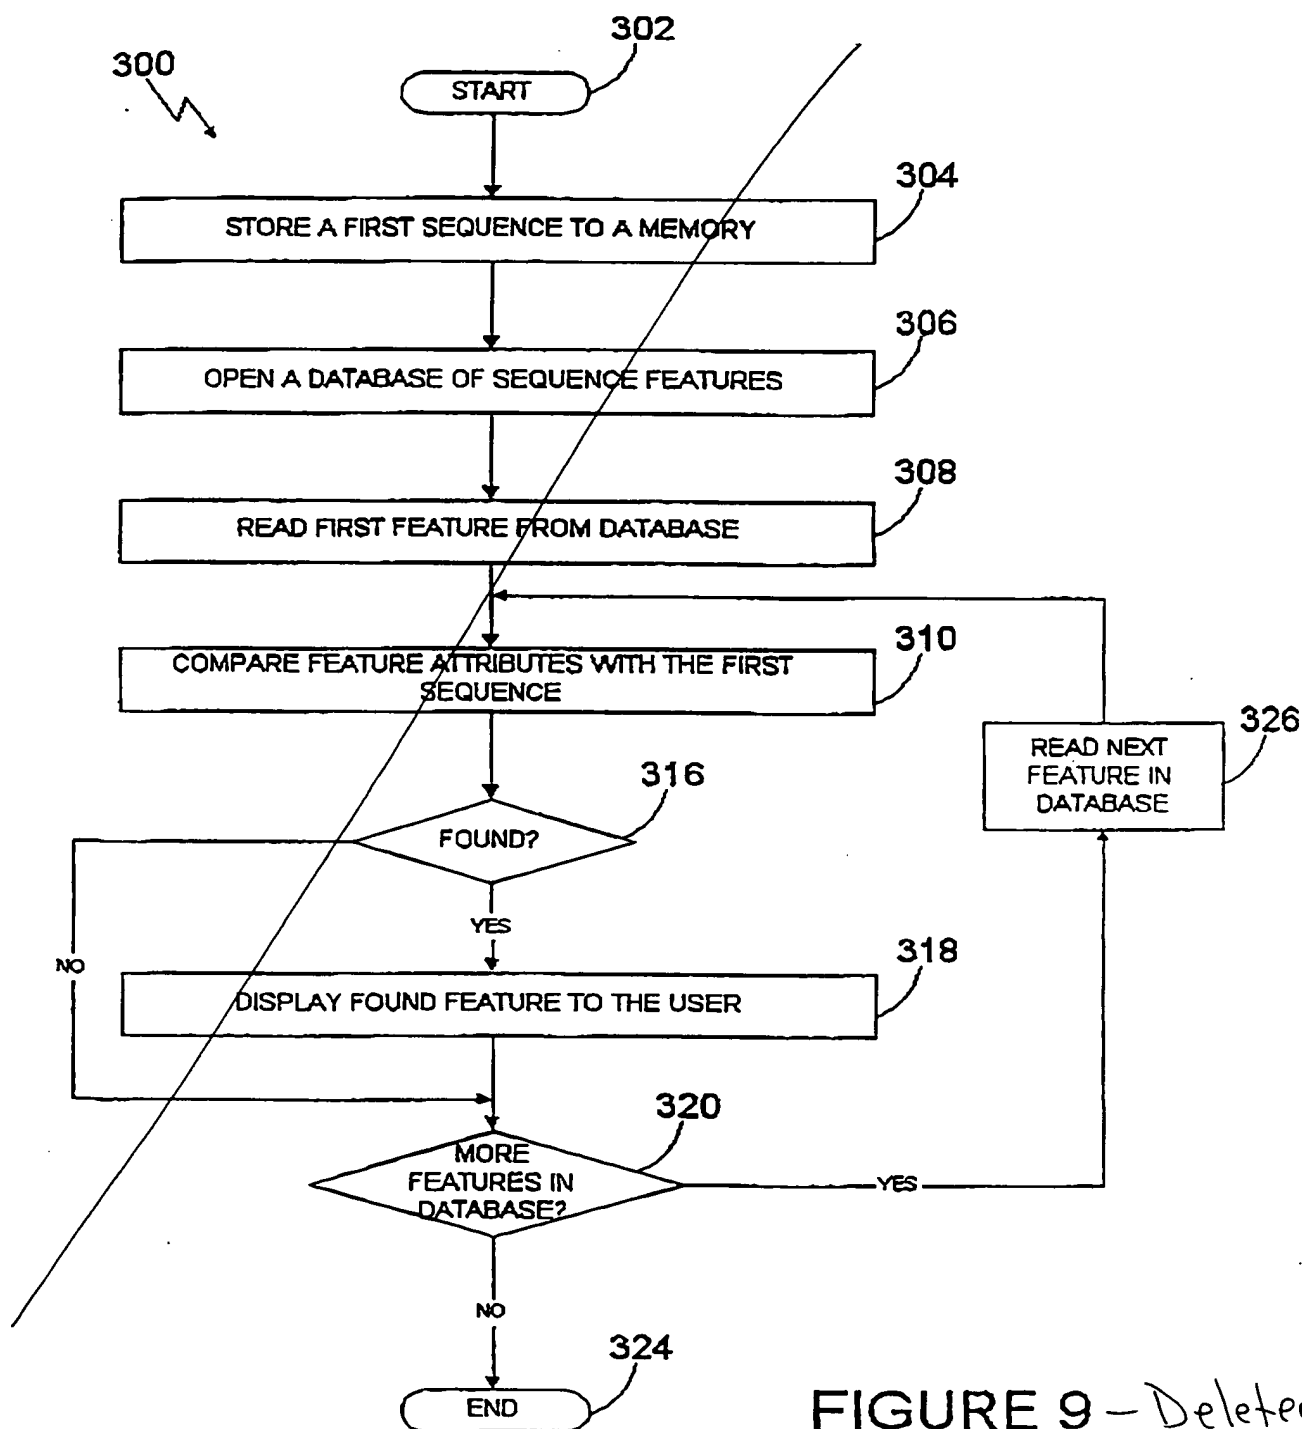 302
300
START
304
STORE A FIRST SEQUENCE TO A MEMORY
306
OPEN A DATABASE OF SEQUENCE FEATURES
308
READ FIRST FEATURE FROM DATABASE
310
COMPARE FEATURE ATTRIBUTES WITH THE FIRST
SEQUENCE
326
READ NEXT
FEATURE IN
DATABASE
316
FOUND?
YES
NO
318
DISPLAY FOUND FEATURE TO THE USER
320
MORE
FEATURES IN
DATABASE?
YES
NO
324
END
FIGURE 9 - Delete